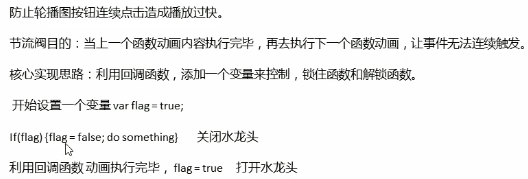 防止轮播图按钮连续点击造成播放过快。
节流阀目的：当上一个函数动画内容执行完毕，再去执行下一个函数动画，让事件无法连续触发。
核心实现思路：利用回调函数，添加一个变量来控制，锁住函数和解锁函数。
开始设置一个变量 var flag = true;
If(flag) {flag = false; do something} 关闭水龙头
利用回调函数 动画执行完毕，flag = true 打开水龙头